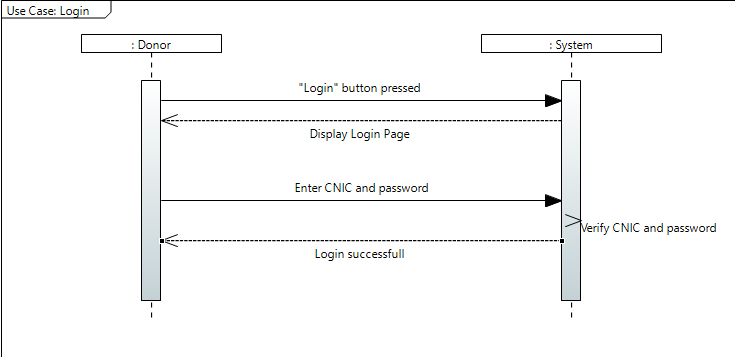 Use Case: Login
: Donor
: System
"Login" button pressed
Display Login Page
Enter CNIC and password
Verify CNIC and password
Login successfull